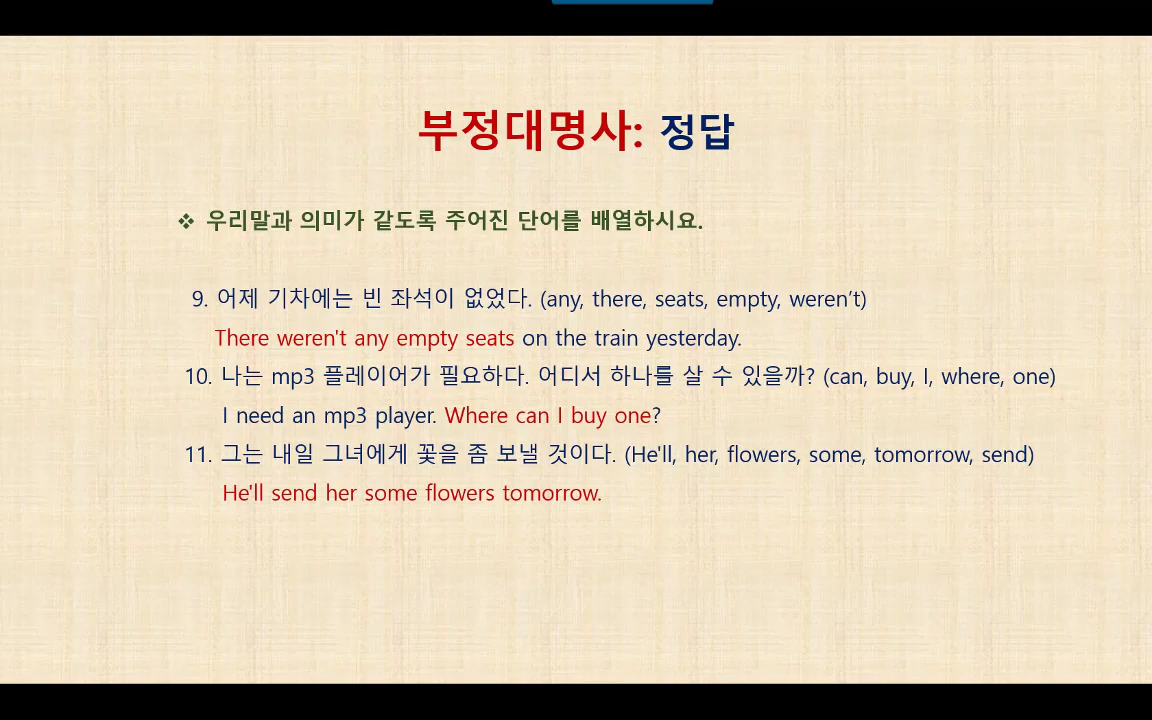 부정대명사: 정답
❖ 우리말과 의미가 같도록 주어진 단어를 배열하시요.
9. 어제 기차에는 빈 좌석이 없었다. (any, there, seats, empty, weren’t)
There weren't any empty seats on the train yesterday.
10. 나는 mp3 플레이어가 필요하다. 어디서 하나를 살 수 있을까? (can, buy, I, where, one)
I need an mp3 player. Where can I buy one?
11. 그는 내일 그녀에게 꽃을 좀 보낼 것이다. (He'll, her, flowers, some, tomorrow, send)
He'll send her some flowers tomorrow.